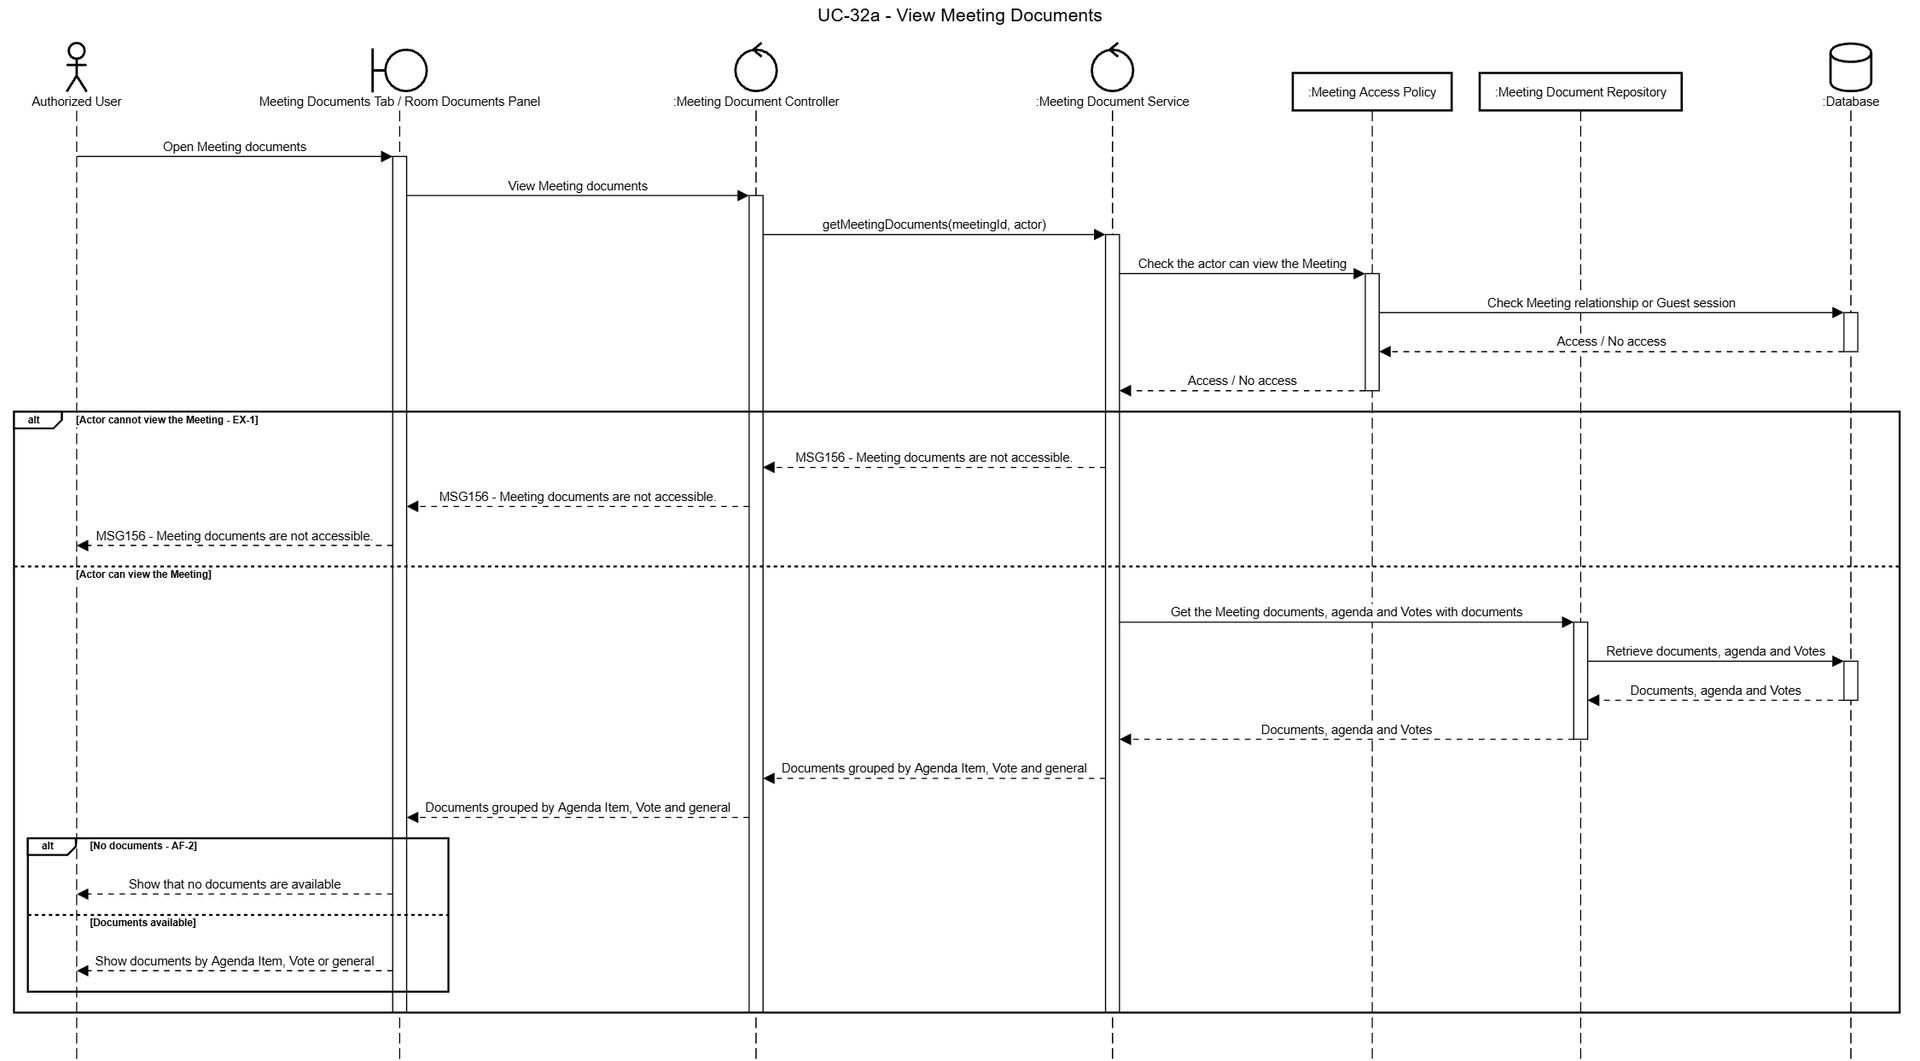 UC-32a - View Meeting Documents
Authorized User
Meeting Documents Tab / Room Documents Panel
:Meeting Document Controller
:Meeting Document Service
:Meeting Access Policy
:Meeting Document Repository
:Database
Open Meeting documents
View Meeting documents
getMeetingDocuments(meetingId, actor)
Check the actor can view the Meeting
Check Meeting relationship or Guest session
Access / No access
Access / No access
alt
[Actor cannot view the Meeting - EX-1]
MSG156 - Meeting documents are not accessible.
MSG156 - Meeting documents are not accessible.
MSG156 - Meeting documents are not accessible.
[Actor can view the Meeting]
Get the Meeting documents, agenda and Votes with documents
Retrieve documents, agenda and Votes
Documents, agenda and Votes
Documents, agenda and Votes
Documents grouped by Agenda Item, Vote and general
Documents grouped by Agenda Item, Vote and general
alt
[No documents - AF-2]
Show that no documents are available
[Documents available]
Show documents by Agenda Item, Vote or general